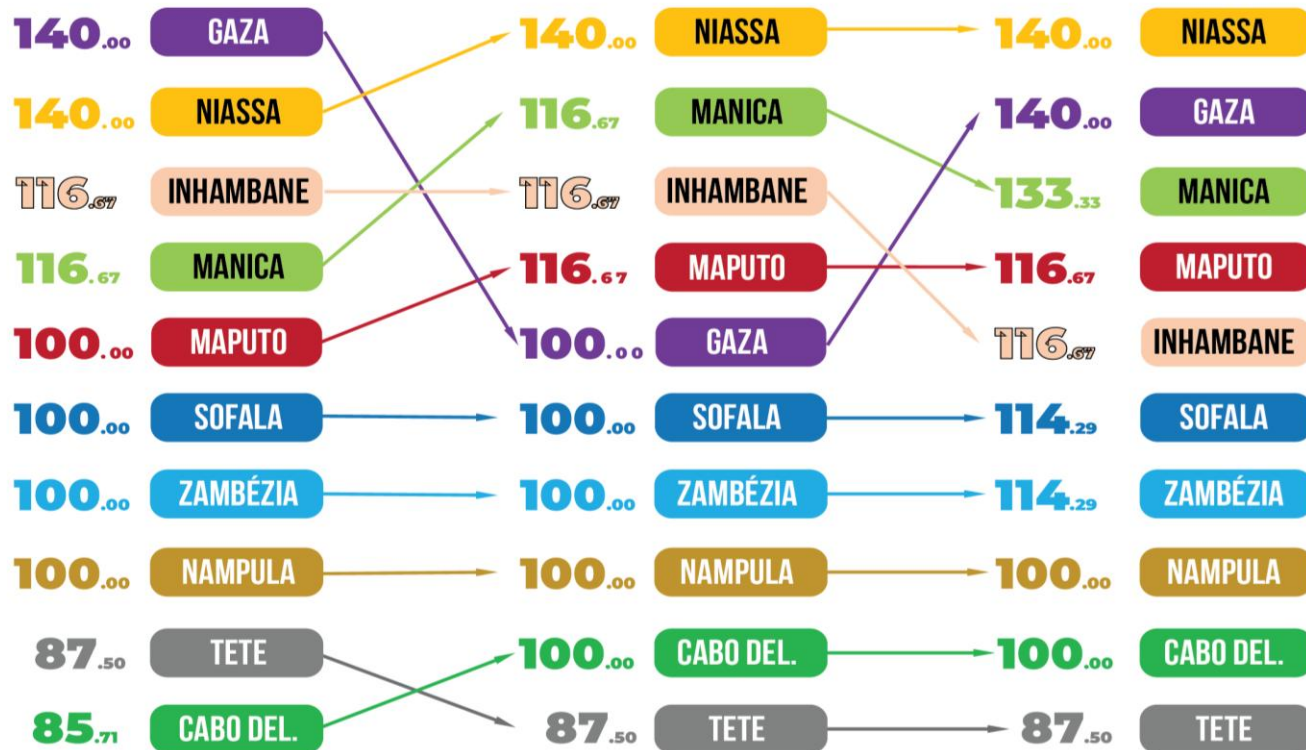 140.00 GAZA 140.00 NIASSA 140.00 NIASSA
140.00 NIASSA 116.67 MANICA 140.00 GAZA
116.67 INHAMBANE 116.67 INHAMBANE 133.33 MANICA
116.67 MANICA 116.67 MAPUTO 116.67 MAPUTO
100.00 MAPUTO 100.00 GAZA 116.67 INHAMBANE
100.00 SOFALA 100.00 SOFALA 114.29 SOFALA
100.00 ZAMBÉZIA 100.00 ZAMBÉZIA 114.29 ZAMBÉZIA
100.00 NAMPULA 100.00 NAMPULA 100.00 NAMPULA
87.50 TETE 100.00 CABO DEL. 100.00 CABO DEL.
85.71 CABO DEL. 87.50 TETE 87.50 TETE